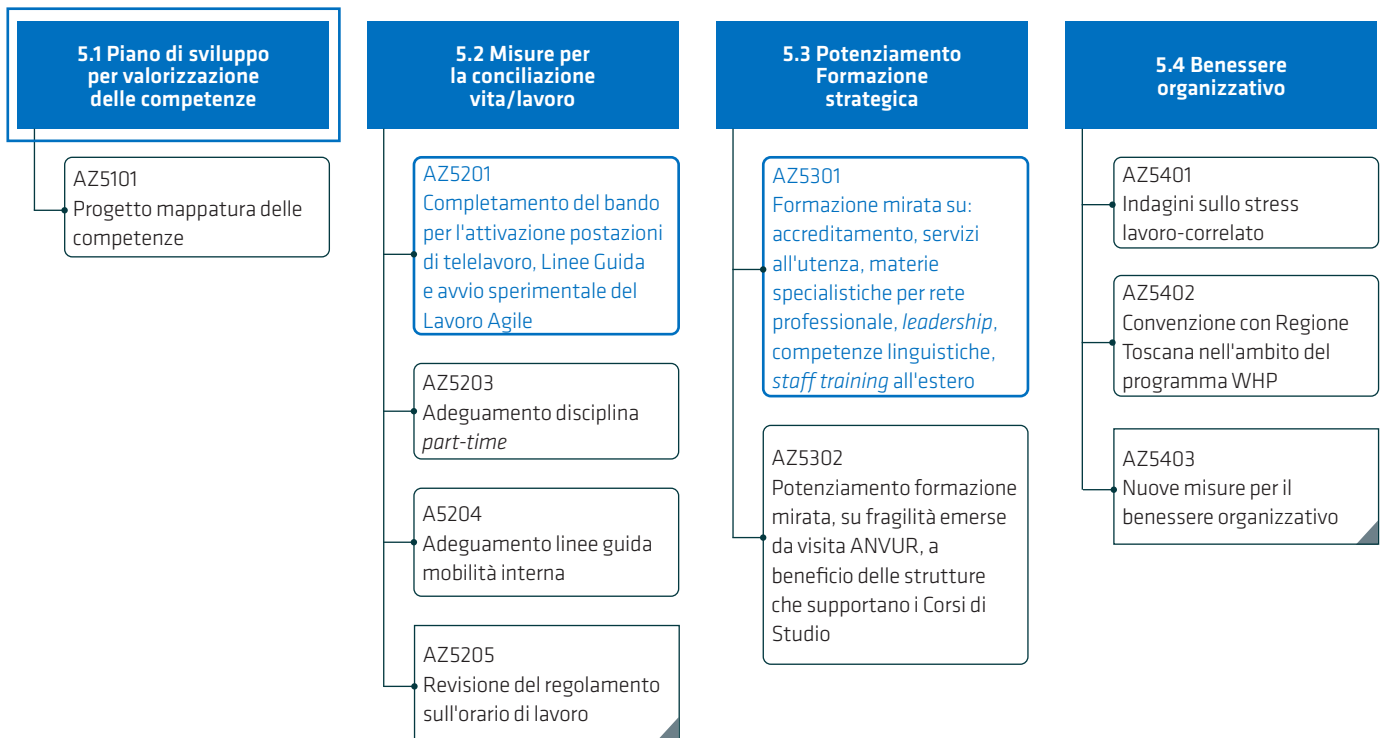 5.1 Piano di sviluppo
per valorizzazione
delle competenze
AZ5101
Progetto mappatura delle
competenze
5.2 Misure per
la conciliazione
vita/lavoro
AZ5201
Completamento del bando
per l'attivazione postazioni
di telelavoro, Linee Guida
e avvio sperimentale del
Lavoro Agile
AZ5203
Adeguamento disciplina
part-time
A5204
Adeguamento linee guida
mobilità interna
AZ5205
Revisione del regolamento
sull'orario di lavoro
5.3 Potenziamento
Formazione
strategica
AZ5301
Formazione mirata su:
accreditamento, servizi
all'utenza, materie
specialistiche per rete
professionale, leadership,
competenze linguistiche,
staff training all'estero
AZ5302
Potenziamento formazione
mirata, su fragilità emerse
da visita ANVUR, a
beneficio delle strutture
che supportano i Corsi di
Studio
5.4 Benessere
organizzativo
AZ5401
Indagini sullo stress
lavoro-correlato
AZ5402
Convenzione con Regione
Toscana nell'ambito del
programma WHP
AZ5403
Nuove misure per il
benessere organizzativo